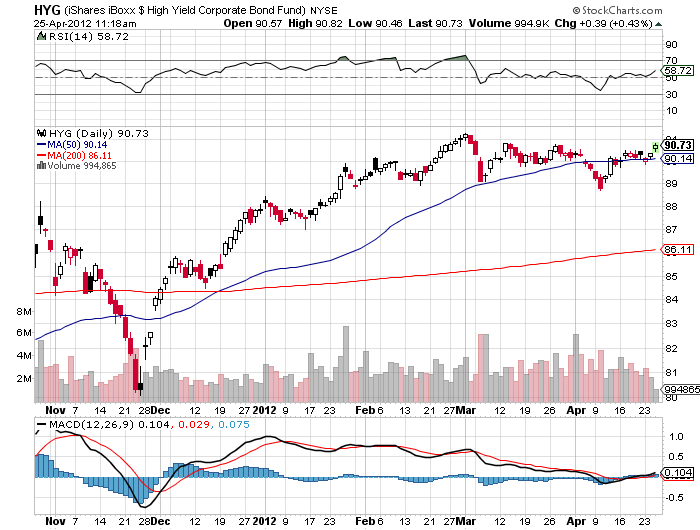 HYG (iShares iBoxx $ High Yield Corporate Bond Fund) NYSE © StockCharts.com
25-Apr-2012 11:18am Open 90.57 High 90.82 Low 90.46 Last 90.73 Volume 994.9K Chg +0.39 (+0.43%)
RSI(14) 58.72
90
70
58.72
50
30
10
HYG (Daily) 90.73
MA(50) 90.14
MA(200) 86.11
Volume 994,865
91
90.73
90.14
89
88
87
86.11
85
84
83
82
81
80
8M
6M
4M
2M
994865
Nov 7 14 21 28 Dec 12 19 27 2012 9 17 23 Feb 6 13 21 27 Mar 12 19 26 Apr 9 16 23
MACD(12,26,9) 0.104, 0.029, 0.075
1.0
0.5
0.104
-0.5
Nov 7 14 21 28 Dec 12 19 27 2012 9 17 23 Feb 6 13 21 27 Mar 12 19 26 Apr 9 16 23